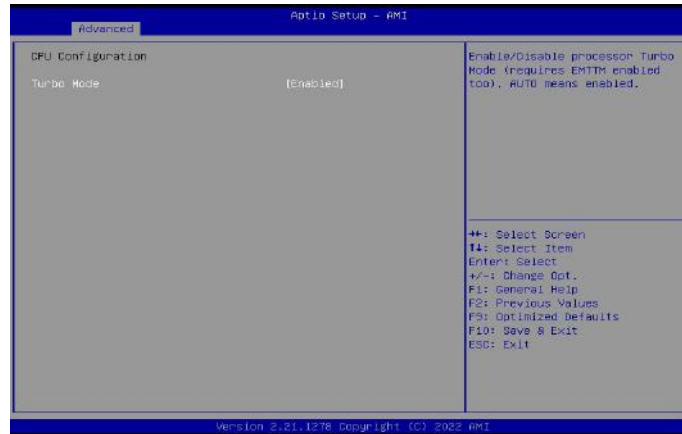 Aptio Setup – AMI
Advanced
CPU Configuration
Turbo Mode [Enabled]
Enable/Disable processor Turbo
Mode (requires EMTTM enabled
too). AUTO means enabled.
→←: Select Screen
↑↓: Select Item
Enter: Select
+/-: Change Opt.
F1: General Help
F2: Previous Values
F9: Optimized Defaults
F10: Save & Exit
ESC: Exit
Version 2.21.1278 Copyright (C) 2022 AMI